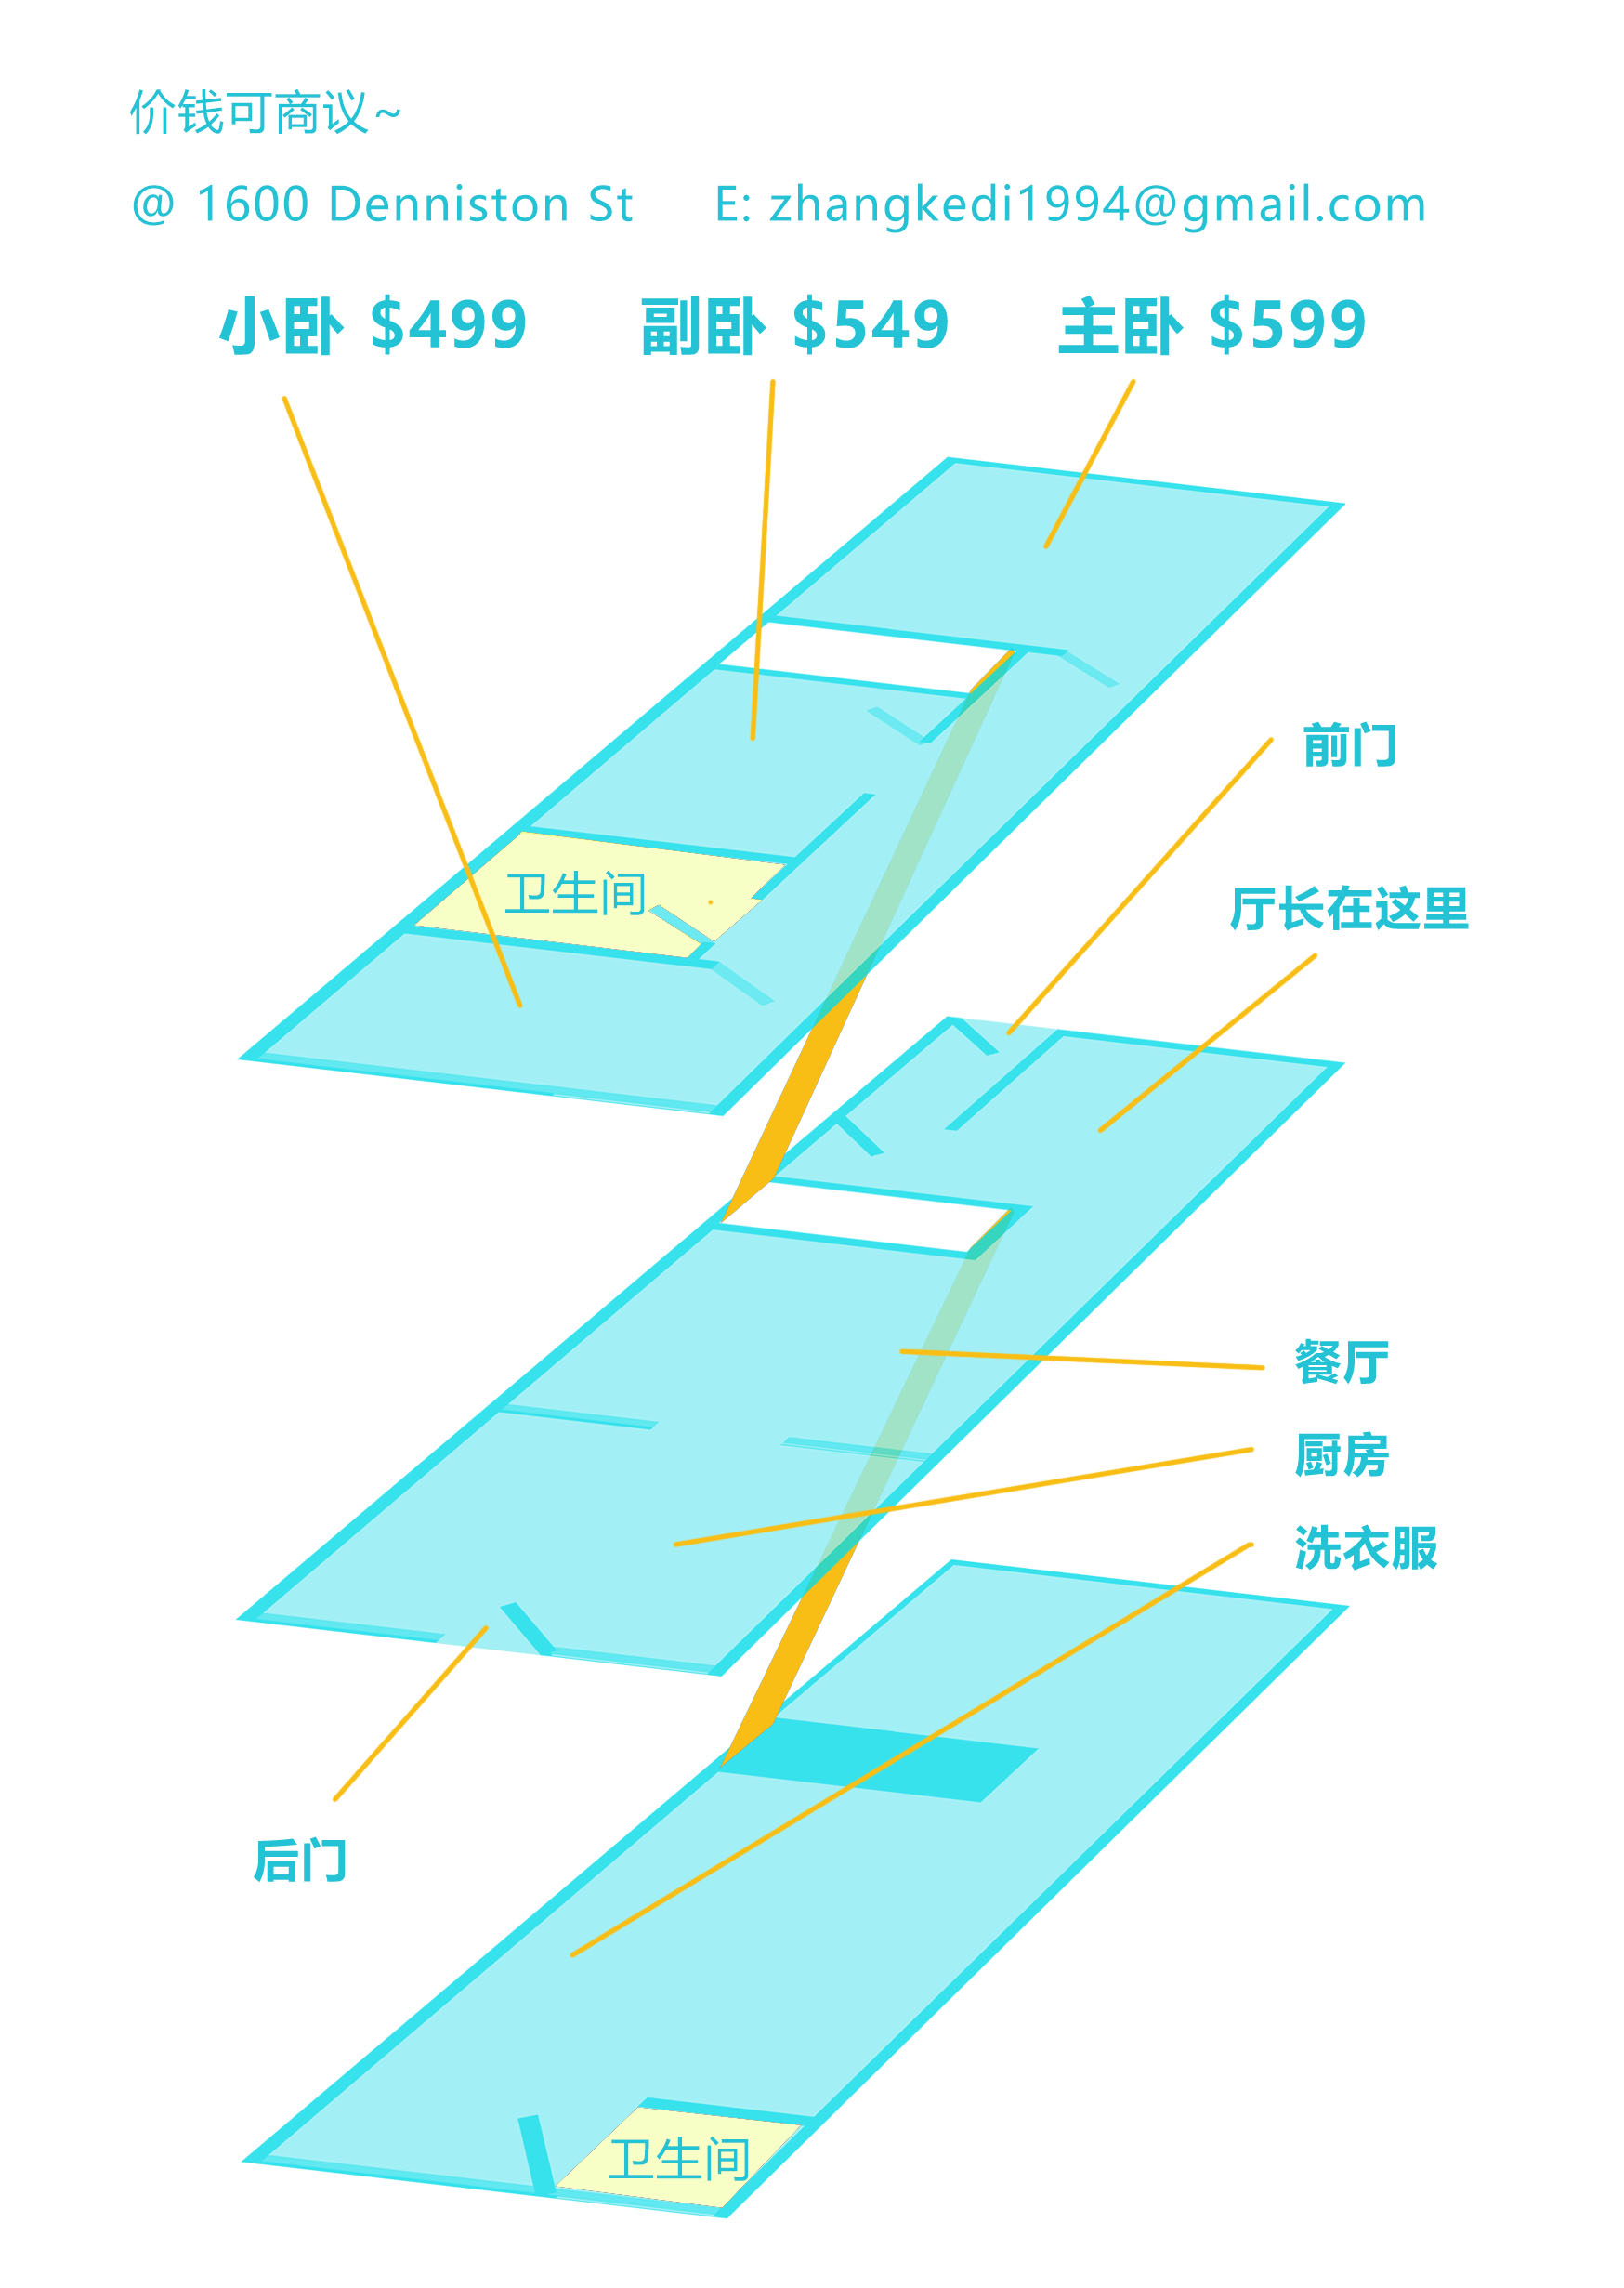 价钱可商议~
@ 1600 Denniston St E: zhangkedi1994@gmail.com
小卧 $499 副卧 $549 主卧 $599
前门
卫生间
厅长在这里
餐厅
厨房
洗衣服
后门
卫生间